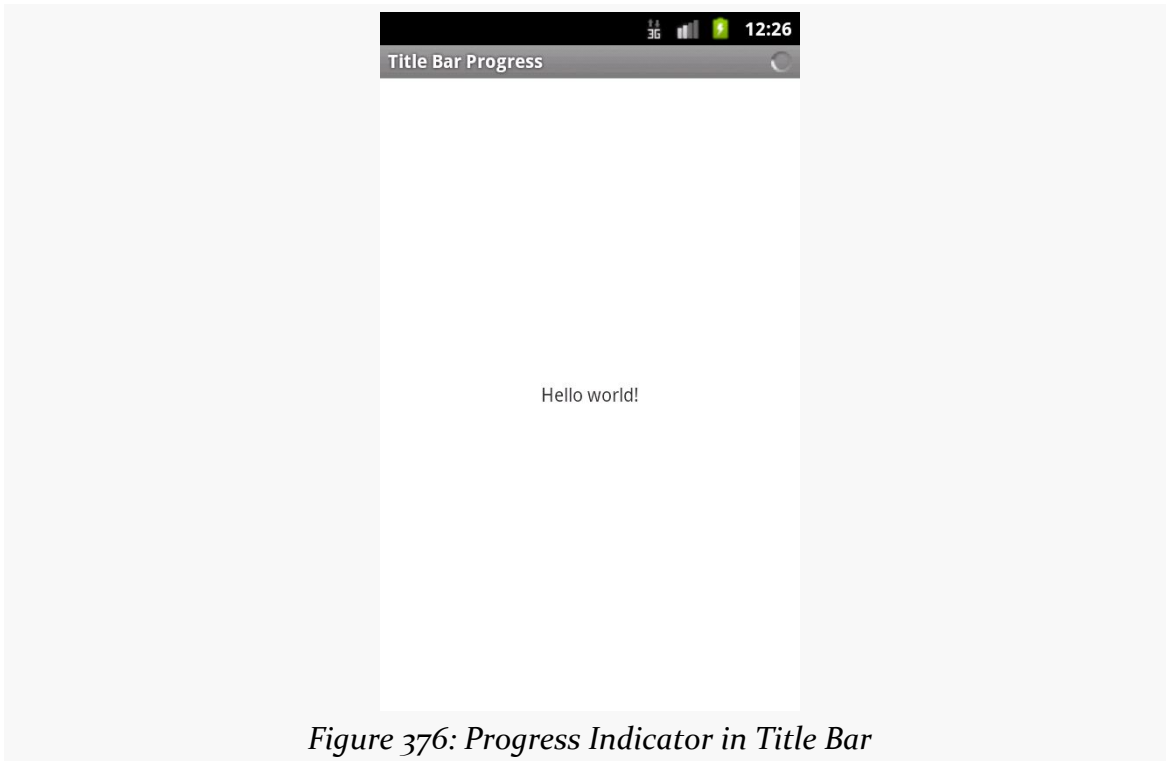 3G 12:26
Title Bar Progress
Hello world!
Figure 376: Progress Indicator in Title Bar